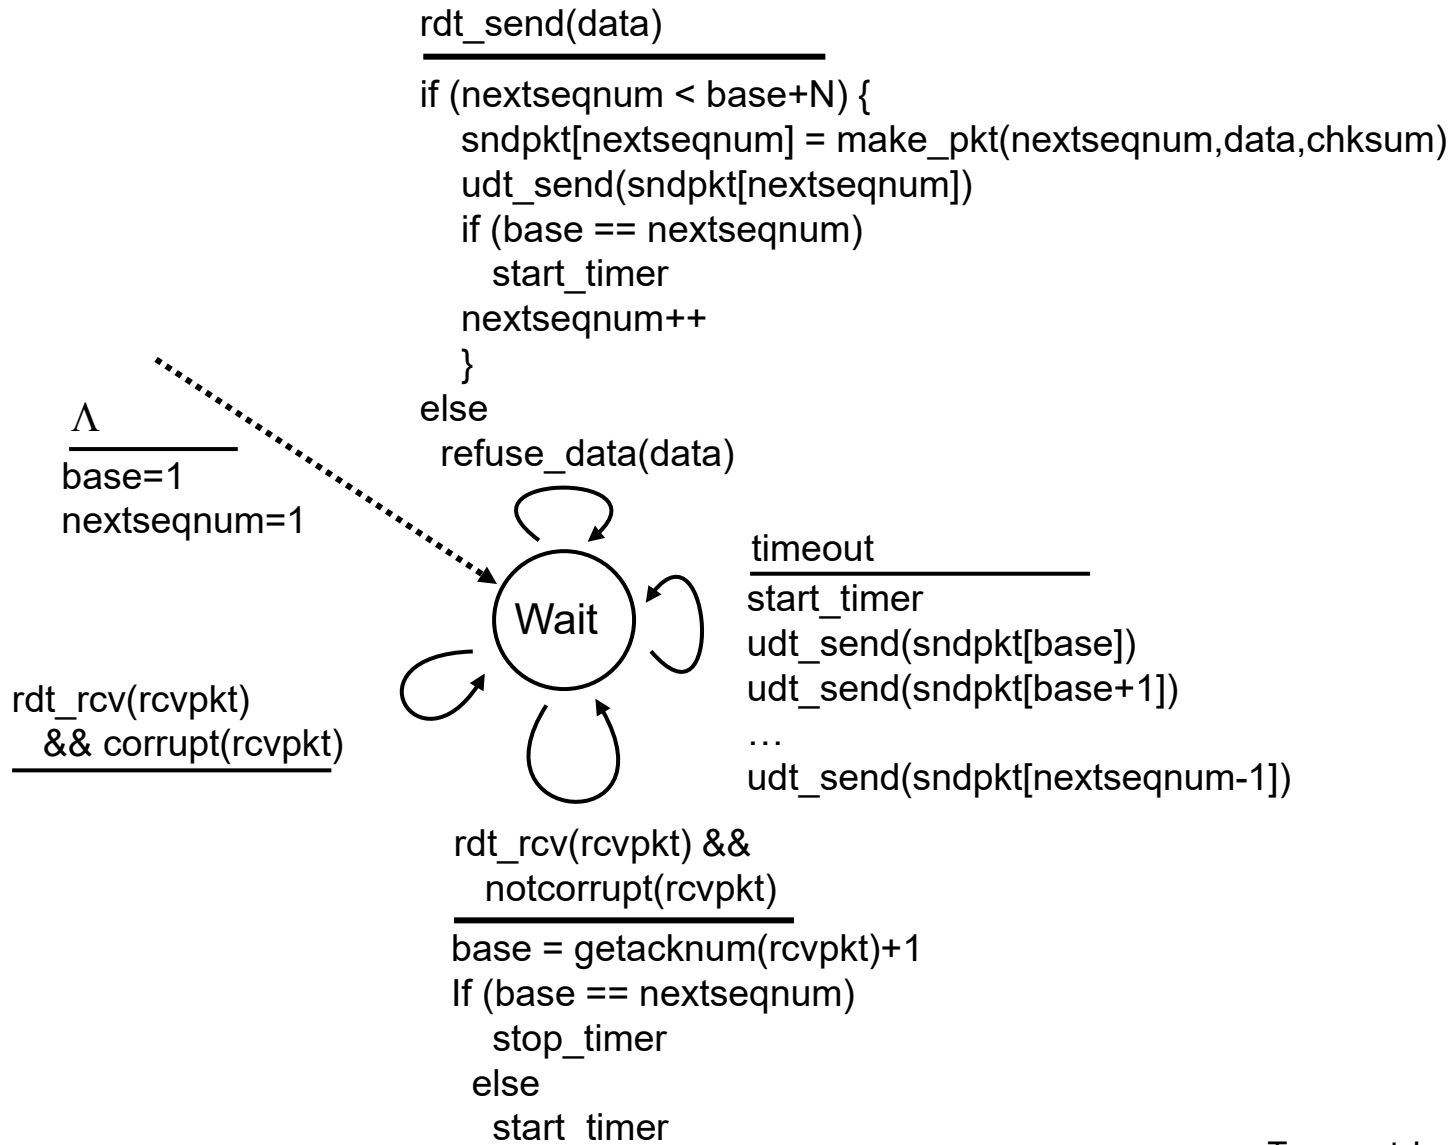 rdt_send(data)
if (nextseqnum < base+N) {
sndpkt[nextseqnum] = make_pkt(nextseqnum,data,chksum)
udt_send(sndpkt[nextseqnum])
if (base == nextseqnum)
start_timer
nextseqnum++
}
else
refuse_data(data)
Λ
base=1
nextseqnum=1
Wait
timeout
start_timer
udt_send(sndpkt[base])
udt_send(sndpkt[base+1])
…
udt_send(sndpkt[nextseqnum-1])
rdt_rcv(rcvpkt)
&& corrupt(rcvpkt)
rdt_rcv(rcvpkt) &&
notcorrupt(rcvpkt)
base = getacknum(rcvpkt)+1
If (base == nextseqnum)
stop_timer
else
start_timer